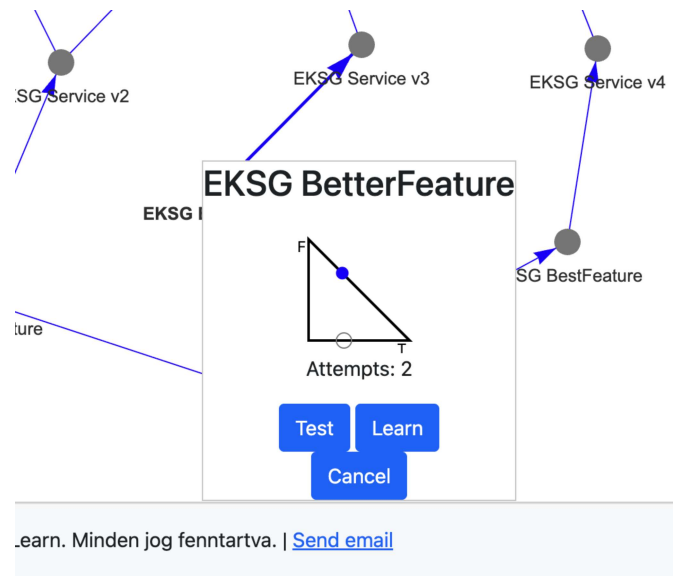 SG Service v2
EKSG Service v3
EKSG Service v4
EKSG BetterFeature
EKSG
F
SG BestFeature
ture
T
Attempts: 2
Test Learn
Cancel
Learn. Minden jog fenntartva. | Send email